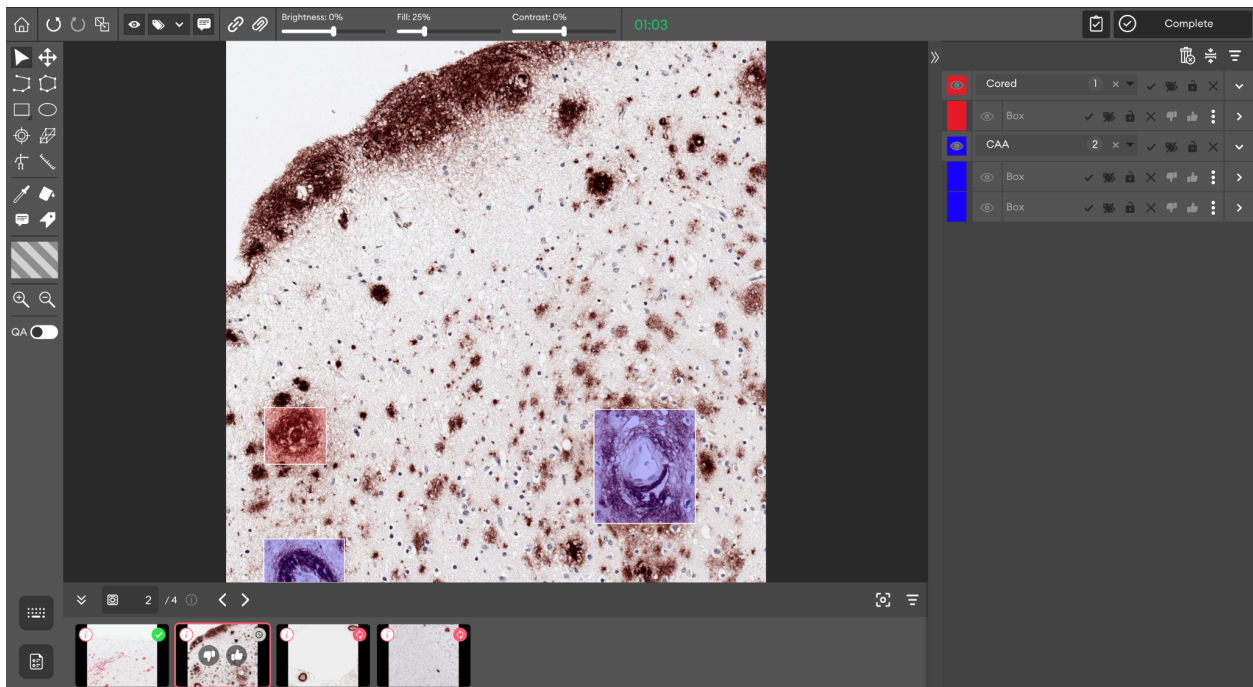 Brightness: 0%
Fill: 25%
Contrast: 0%
01:03
Complete
Cored 1
Box
CAA 2
Box
Box
QA
2 /4